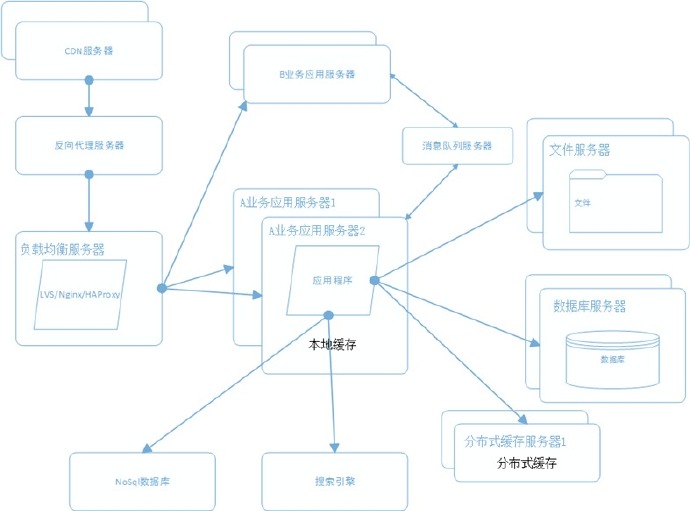 CDN服务器
B业务应用服务器
反向代理服务器
消息队列服务器
文件服务器
文件
A业务应用服务器1
A业务应用服务器2
负载均衡服务器
LVS/Nginx/HAProxy
应用程序
本地缓存
数据库服务器
数据库
分布式缓存服务器1
分布式缓存
NoSql数据库
搜索引擎